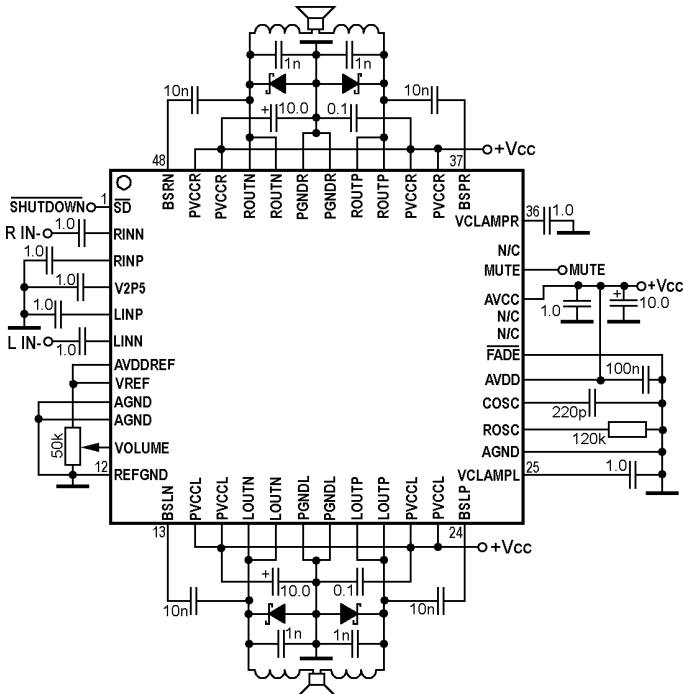 1n 1n
10n 10n
+ 10.0 0.1
48 37 +Vcc
BSRN PVCCR PVCCR ROUTN ROUTN PGNDR PGNDR ROUTP ROUTP PVCCR PVCCR BSPR
SHUTDOWN 1 SD
R IN- 1.0 RINN
1.0 RINP
1.0 V2P5
1.0 LINP
L IN- 1.0 LINN
AVDDREF
VREF
AGND
AGND
50k VOLUME
12 REFGND
VCLAMPR 36 1.0
N/C
MUTE MUTE
AVCC +Vcc
N/C 1.0 + 10.0
N/C
FADE
AVDD 100n
COSC 220p
ROSC 120k
AGND
VCLAMPL 25 1.0
BSLN PVCCL PVCCL LOUTN LOUTN PGNDL PGNDL LOUTP LOUTP PVCCL PVCCL BSLP
13 24
+Vcc
+ 10.0 0.1
10n 10n
1n 1n